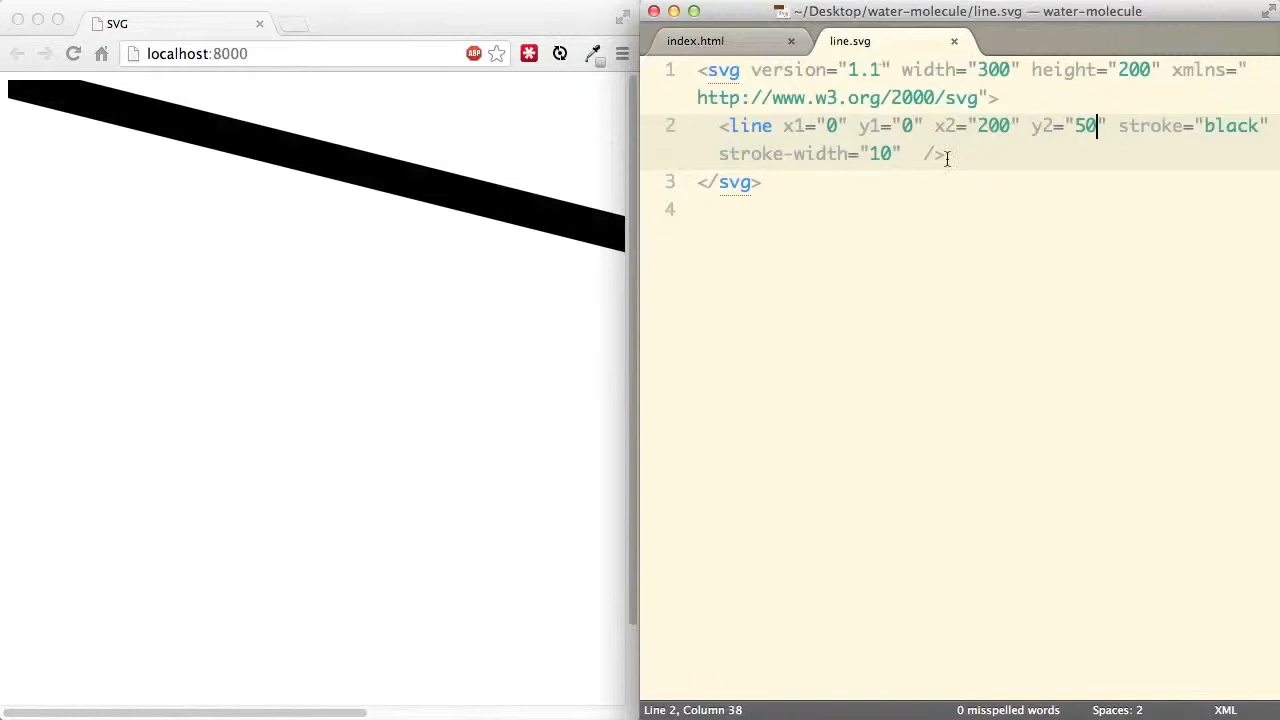 SVG
localhost:8000
ABP
~/Desktop/water-molecule/line.svg — water-molecule
index.html
line.svg
1 <svg version="1.1" width="300" height="200" xmlns="
http://www.w3.org/2000/svg">
2 <line x1="0" y1="0" x2="200" y2="50" stroke="black"
stroke-width="10" />
3 </svg>
4
Line 2, Column 38
0 misspelled words
Spaces: 2
XML